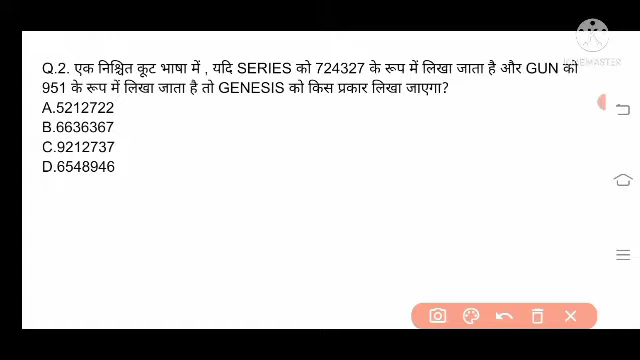 Q.2. एक निश्चित कूट भाषा में , यदि SERIES को 724327 के रूप में लिखा जाता है और GUN को
951 के रूप में लिखा जाता है तो GENESIS को किस प्रकार लिखा जाएगा?
A.5212722
B.6636367
C.9212737
D.6548946